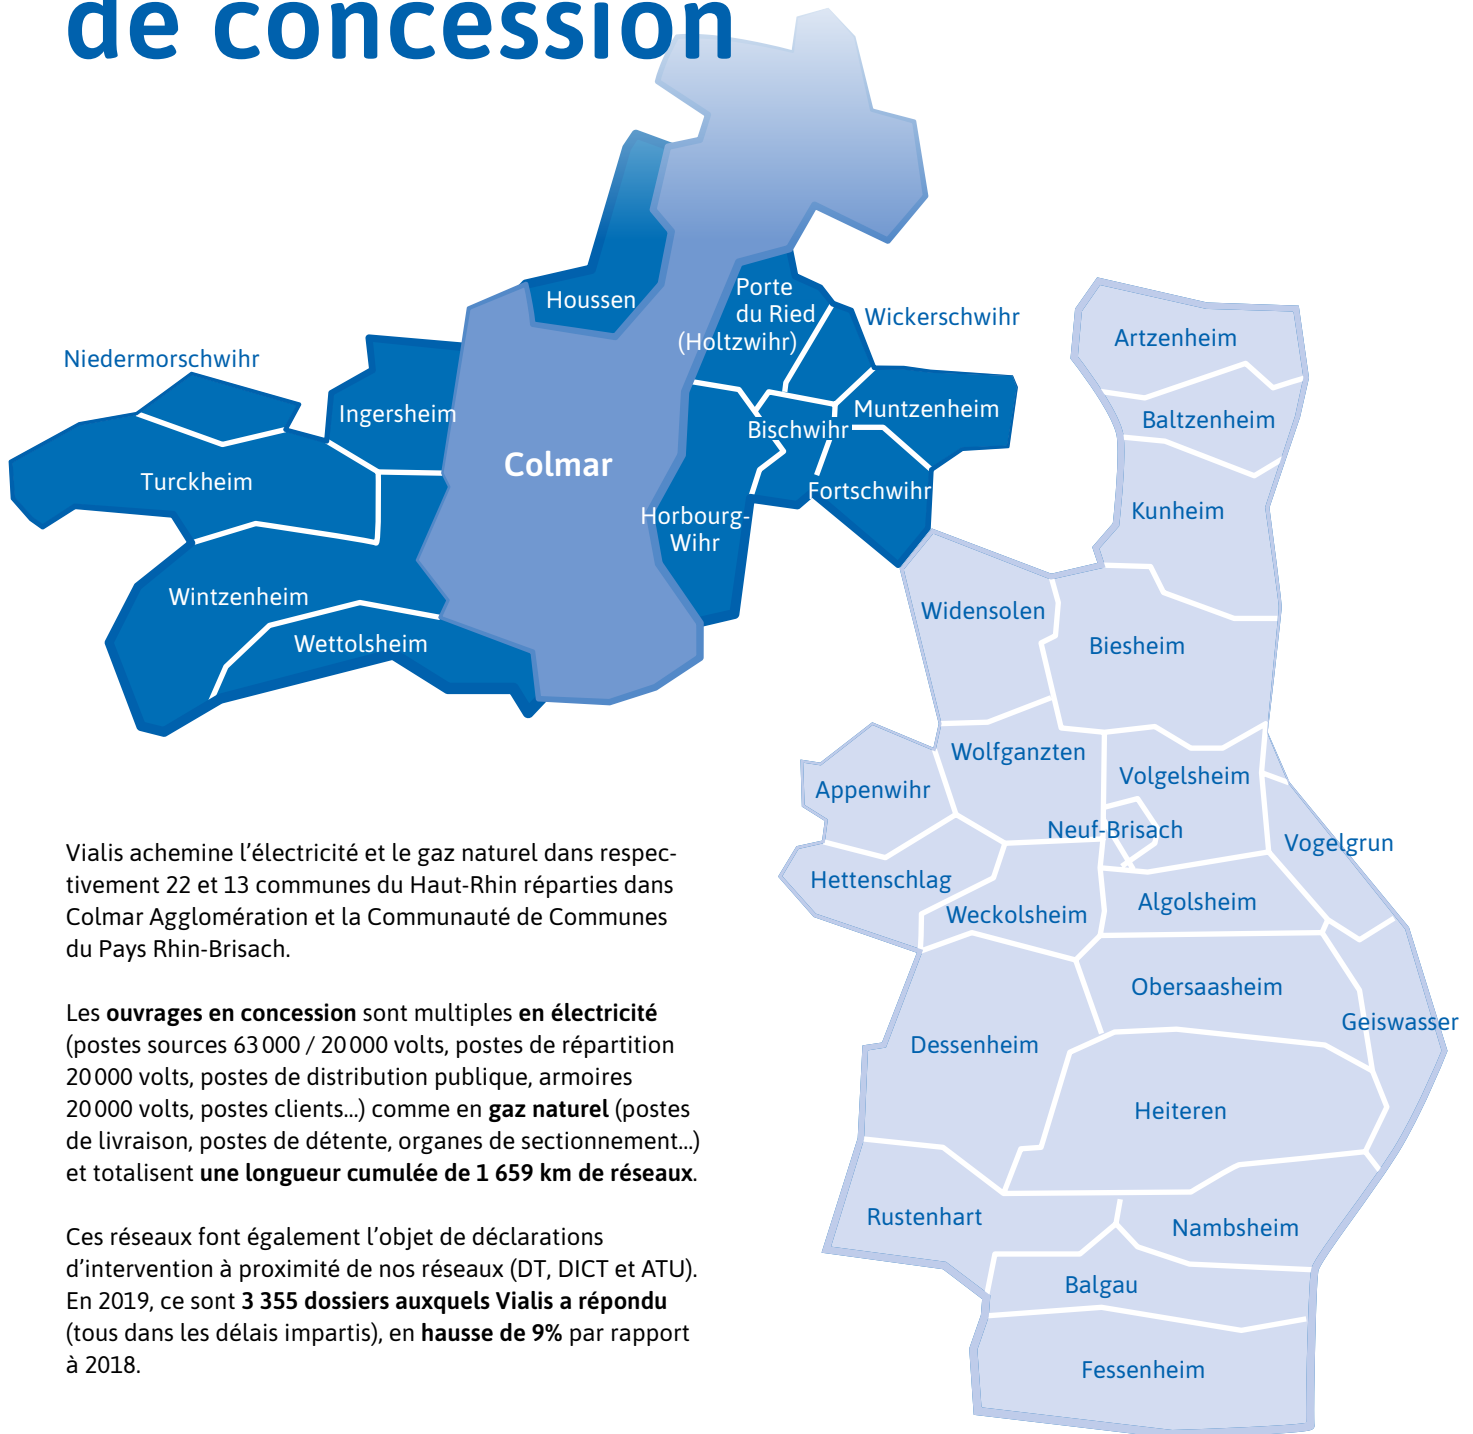 de concession
Houssen
Porte
du Ried
(Holtzwihr)
Wickerschwihr
Niedermorschwihr
Ingersheim
Muntzenheim
Bischwihr
Colmar
Turckheim
Fortschwihr
Horbourg-
Wihr
Wintzenheim
Wettolsheim
Artzenheim
Baltzenheim
Kunheim
Widensolen
Biesheim
Wolfganzten
Volgelsheim
Appenwihr
Neuf-Brisach
Vogelgrun
Hettenschlag
Weckolsheim
Algolsheim
Obersaasheim
Geiswasser
Dessenheim
Heiteren
Rustenhart
Nambsheim
Balgau
Fessenheim
Vialis achemine l’électricité et le gaz naturel dans respec-
tivement 22 et 13 communes du Haut-Rhin réparties dans
Colmar Agglomération et la Communauté de Communes
du Pays Rhin-Brisach.
Les ouvrages en concession sont multiples en électricité
(postes sources 63 000 / 20 000 volts, postes de répartition
20 000 volts, postes de distribution publique, armoires
20 000 volts, postes clients...) comme en gaz naturel (postes
de livraison, postes de détente, organes de sectionnement...)
et totalisent une longueur cumulée de 1 659 km de réseaux.
Ces réseaux font également l’objet de déclarations
d’intervention à proximité de nos réseaux (DT, DICT et ATU).
En 2019, ce sont 3 355 dossiers auxquels Vialis a répondu
(tous dans les délais impartis), en hausse de 9% par rapport
à 2018.